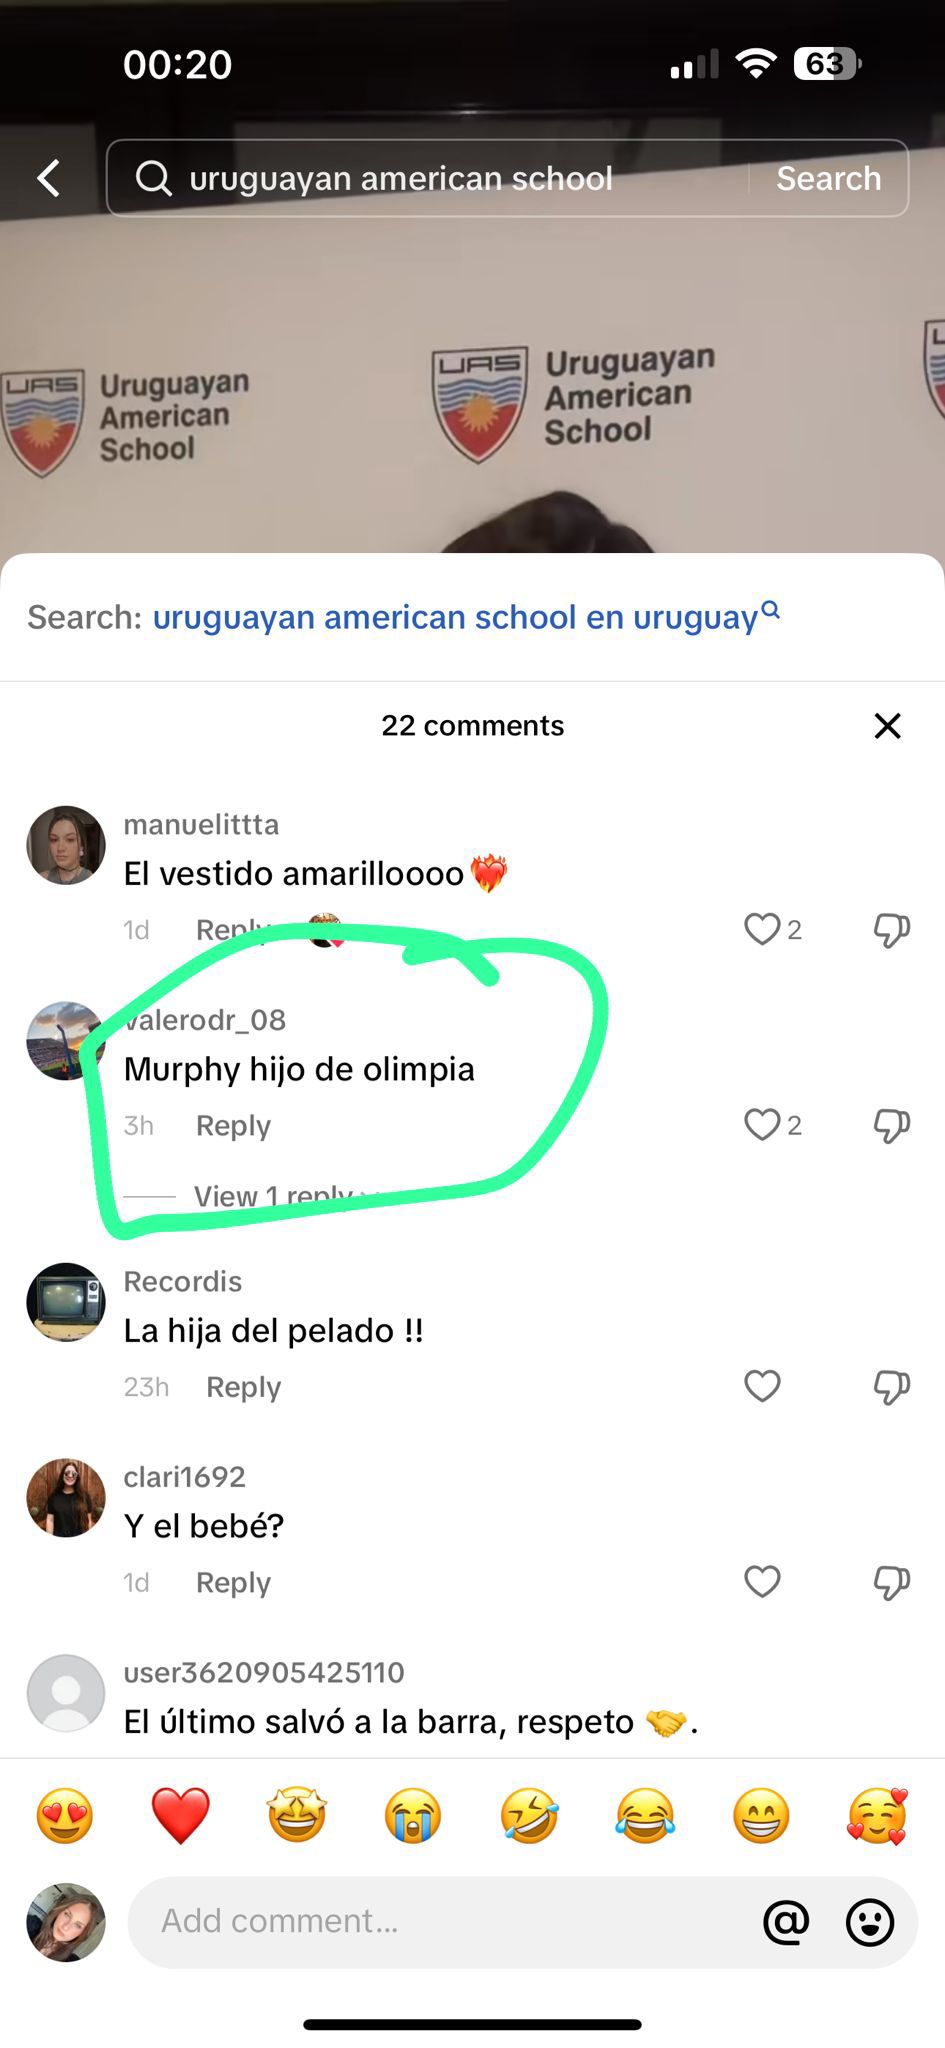 00:20
63
uruguayan american school
Search
UAS
Uruguayan
American
School
UAS
Uruguayan
American
School
Search: uruguayan american school en uruguay
22 comments
manuelittta
El vestido amarilloooo❤️‍🔥
1d Reply
2
valerodr_08
Murphy hijo de olimpia
3h Reply
2
View 1 reply
Recordis
La hija del pelado !!
23h Reply
clari1692
Y el bebé?
1d Reply
user3620905425110
El último salvó a la barra, respeto 🤝.
Add comment...
@